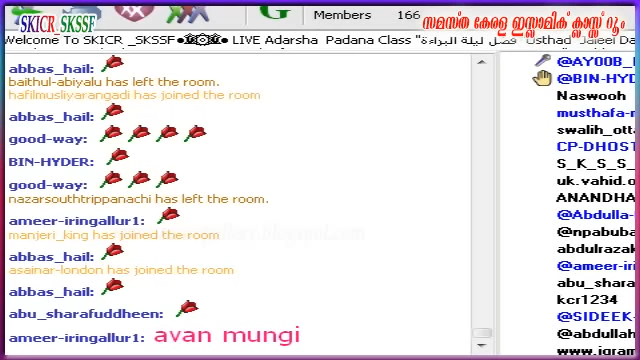 SKICR SKSSF
സമസ്ത കേരള ഇസ്ലാമിക് ക്ലാസ്സ് റൂം
Members 166
Welcome To SKICR _SKSSF LIVE Adarsha Padana Class "فضل ليلة البراءة" Usthad Jaleel Da
abbas_hail:
baithul-abiyalu has left the room.
hafilmusliyarangadi has joined the room
abbas_hail:
good-way:
BIN-HYDER:
good-way:
nazarsouthtrippanachi has left the room.
ameer-iringallur1:
manjeri_king has joined the room
abbas_hail:
asainar-london has joined the room
abbas_hail:
abu_sharafuddheen:
ameer-iringallur1: avan mungi
@AYOOB_
@BIN-HYD
Naswooh
musthafa-m
swalih_otta
CP-DHOST
S_K_S_S_
uk.vahid.o
ANANDHA
@Abdulla-
@npabuba
abdulrazak
@ameer-iri
abu_shara
kcr1234
@SIDEEK-
@abdullah
www.iqram